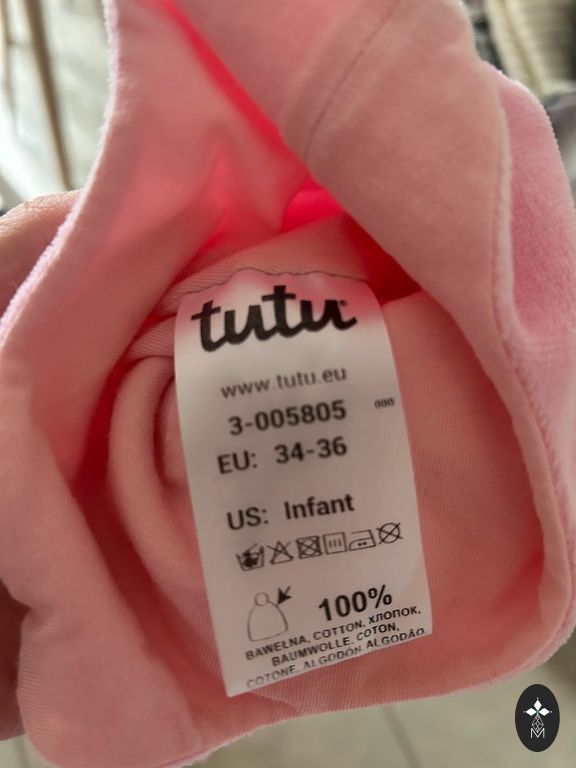 tutu®
www.tutu.eu
3-005805
000
EU: 34-36
US: Infant
100%
BAWEŁNA, COTTON, ХЛОПОК,
BAUMWOLLE, COTON,
COTONE, ALGODÓN, ALGODÃO.
M